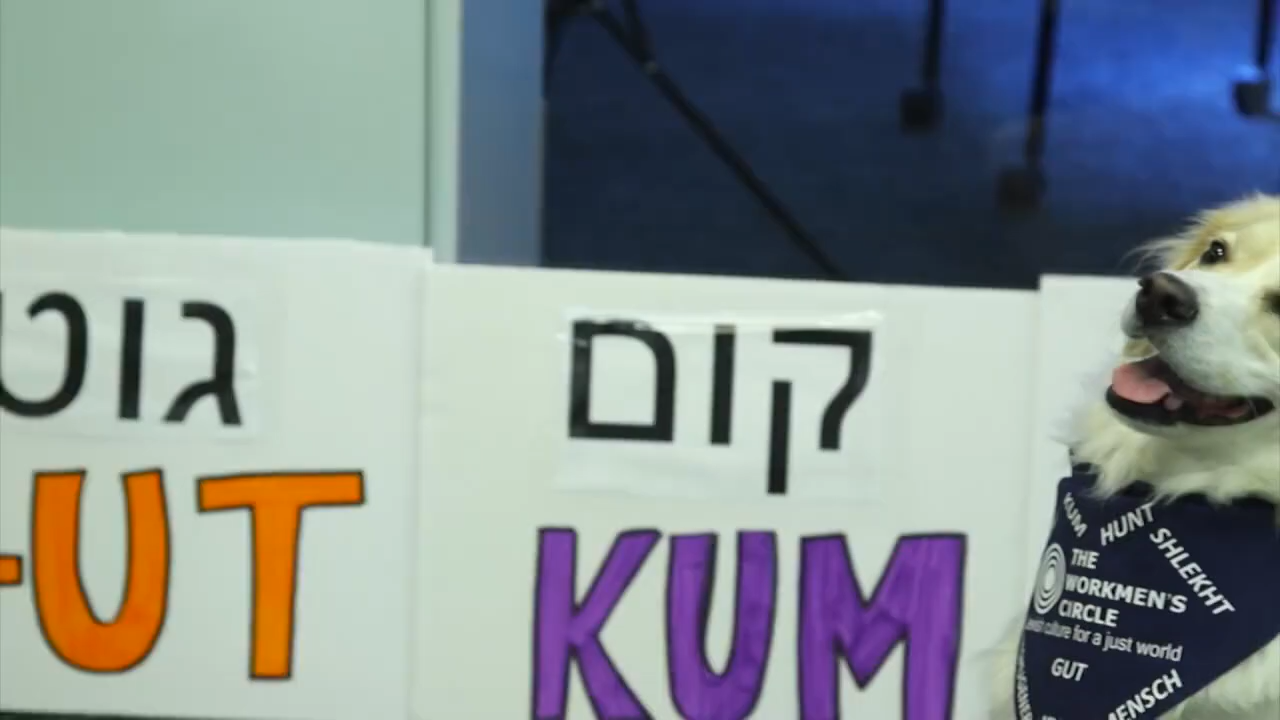 גוט
UT
קום
KUM
KUM HUNT SHLEKHT
THE
WORKMEN'S
CIRCLE
culture for a just world
GUT
MENSCH